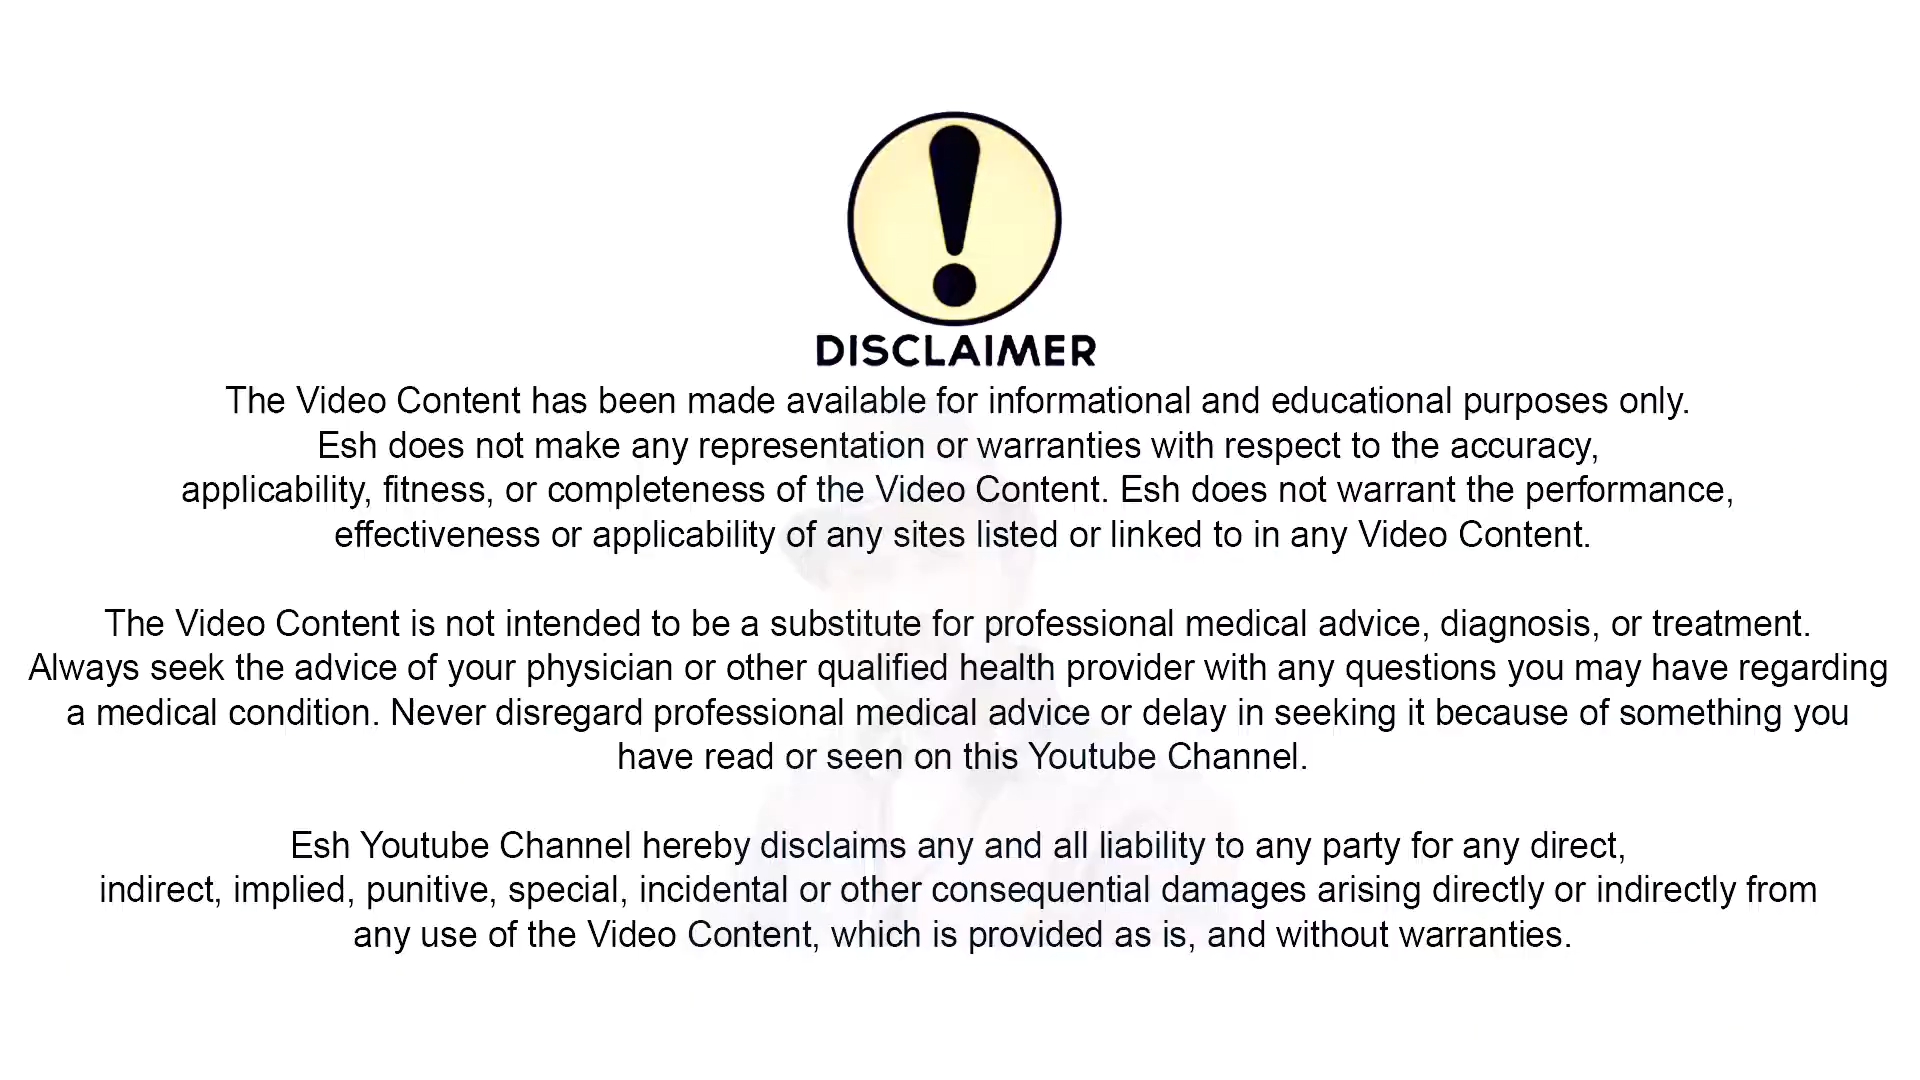 DISCLAIMER
The Video Content has been made available for informational and educational purposes only.
Esh does not make any representation or warranties with respect to the accuracy,
applicability, fitness, or completeness of the Video Content. Esh does not warrant the performance,
effectiveness or applicability of any sites listed or linked to in any Video Content.
The Video Content is not intended to be a substitute for professional medical advice, diagnosis, or treatment.
Always seek the advice of your physician or other qualified health provider with any questions you may have regarding
a medical condition. Never disregard professional medical advice or delay in seeking it because of something you
have read or seen on this Youtube Channel.
Esh Youtube Channel hereby disclaims any and all liability to any party for any direct,
indirect, implied, punitive, special, incidental or other consequential damages arising directly or indirectly from
any use of the Video Content, which is provided as is, and without warranties.